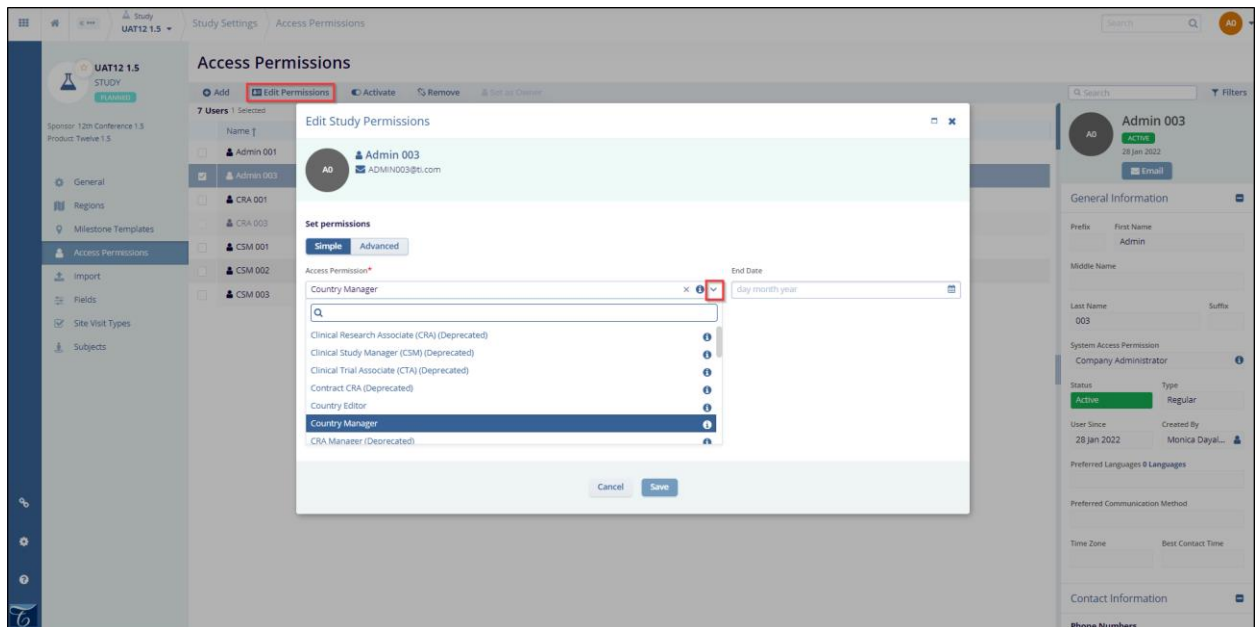 Study
UAT12 1.5
Study Settings
Access Permissions
Search
A0
UAT12 1.5
STUDY
PLANNED
Sponsor 12th Conference 1.5
Product Twelve 1.5
General
Regions
Milestone Templates
Access Permissions
Import
Fields
Site Visit Types
Subjects
Access Permissions
Add
Edit Permissions
Activate
Remove
Set as Owner
Search
Filters
7 Users 1 Selected
Name
Admin 001
Admin 003
CRA 001
CRA 003
CSM 001
CSM 002
CSM 003
Edit Study Permissions
A0
Admin 003
ADMIN003@ti.com
Set permissions
Simple
Advanced
Access Permission*
End Date
Country Manager
day month year
Clinical Research Associate (CRA) (Deprecated)
Clinical Study Manager (CSM) (Deprecated)
Clinical Trial Associate (CTA) (Deprecated)
Contract CRA (Deprecated)
Country Editor
Country Manager
CRA Manager (Deprecated)
Cancel
Save
A0
Admin 003
ACTIVE
28 Jan 2022
Email
General Information
Prefix First Name
Admin
Middle Name
Last Name Suffix
003
System Access Permission
Company Administrator
Status Type
Active Regular
User Since Created By
28 Jan 2022 Monica Dayal...
Preferred Languages 0 Languages
Preferred Communication Method
Time Zone Best Contact Time
Contact Information
Phone Numbers